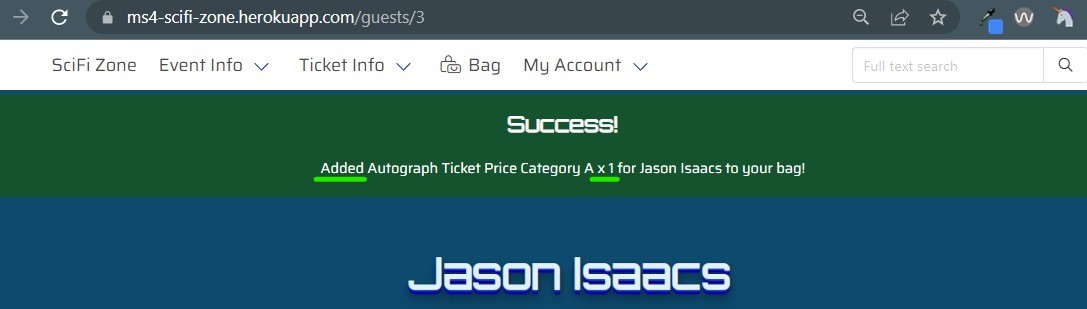 ms4-scifi-zone.herokuapp.com/guests/3
SciFi Zone Event Info Ticket Info Bag My Account Full text search
Success!
Added Autograph Ticket Price Category A x 1 for Jason Isaacs to your bag!
Jason Isaacs